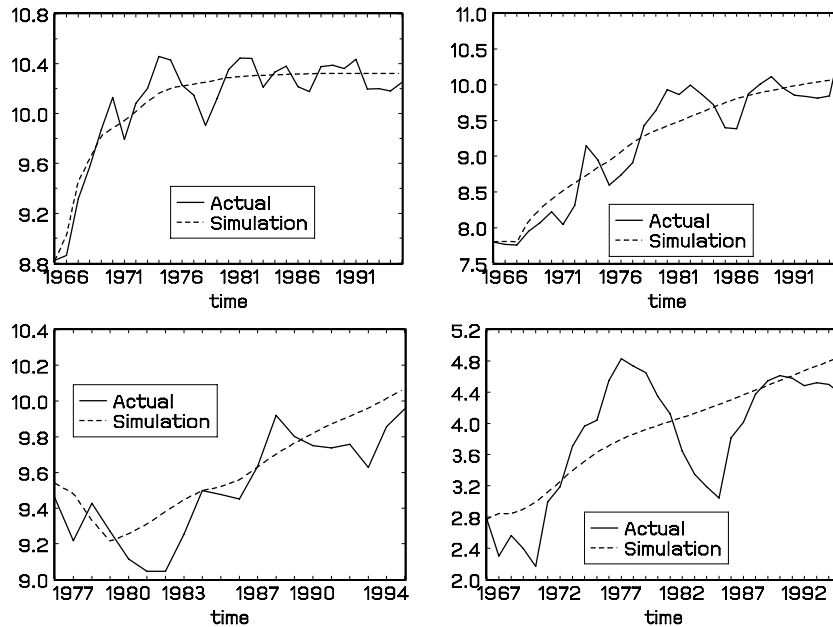 10.8
10.4
10.0
9.6
9.2
8.8
Actual
Simulation
1966 1971 1976 1981 1986 1991
time
11.0
10.5
10.0
9.5
9.0
8.5
8.0
7.5
Actual
Simulation
1966 1971 1976 1981 1986 1991
time
10.4
10.2
10.0
9.8
9.6
9.4
9.2
9.0
Actual
Simulation
1977 1980 1983 1987 1990 1994
time
5.2
4.8
4.4
4.0
3.6
3.2
2.8
2.4
2.0
Actual
Simulation
1967 1972 1977 1982 1987 1992
time